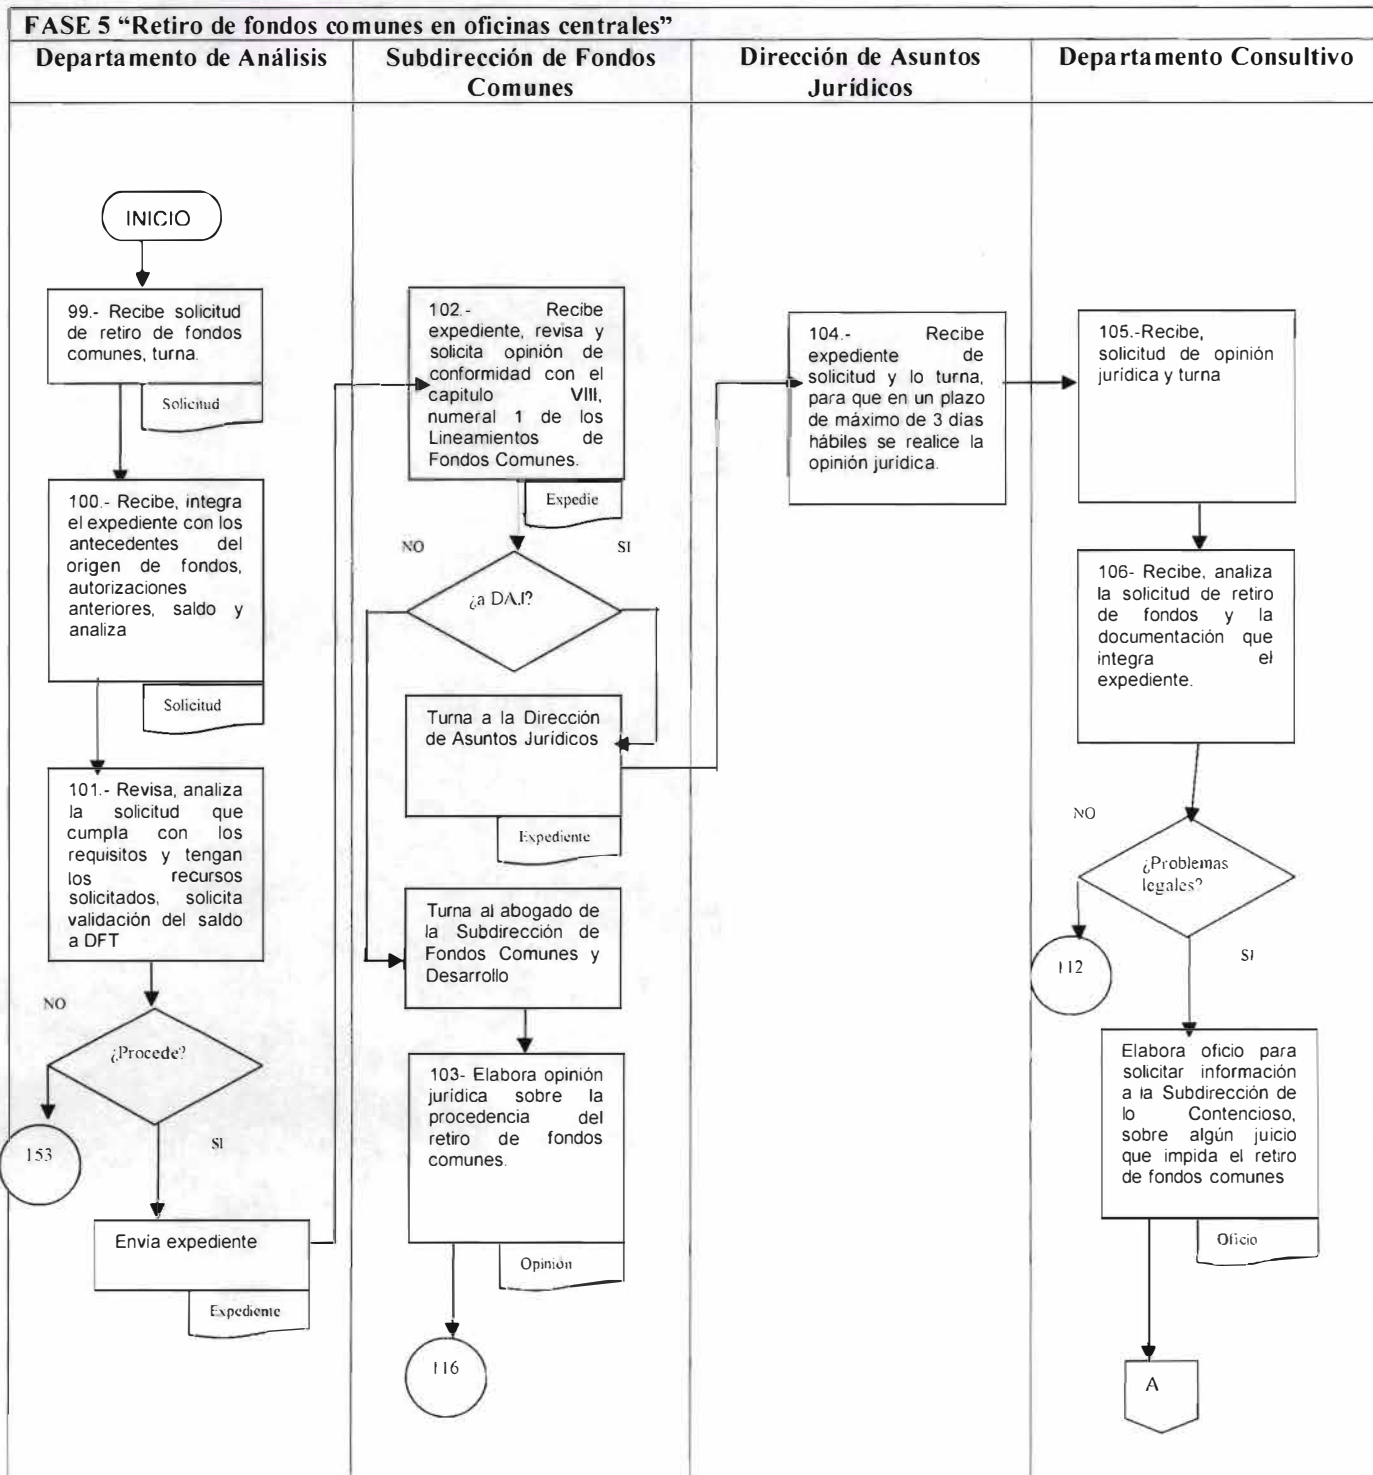 FASE 5 “Retiro de fondos comunes en oficinas centrales”
Departamento de Análisis
Subdirección de Fondos
Comunes
Dirección de Asuntos
Jurídicos
Departamento Consultivo
INICIO
99.- Recibe solicitud
de retiro de fondos
comunes, turna.
Solicitud
100.- Recibe, integra
el expediente con los
antecedentes del
origen de fondos,
autorizaciones
anteriores, saldo y
analiza
Solicitud
101.- Revisa, analiza
la solicitud que
cumpla con los
requisitos y tengan
los recursos
solicitados, solicita
validación del saldo
a DFT
NO
¿Procede?
SI
153
Envia expediente
Expediente
102.- Recibe
expediente, revisa y
solicita opinión de
conformidad con el
capitulo VIII,
numeral 1 de los
Lineamientos de
Fondos Comunes.
Expedie
NO
SI
¿a DAJ?
Turna a la Dirección
de Asuntos Jurídicos
Expediente
Turna al abogado de
la Subdirección de
Fondos Comunes y
Desarrollo
103- Elabora opinión
jurídica sobre la
procedencia del
retiro de fondos
comunes.
Opinión
116
104.- Recibe
expediente de
solicitud y lo turna,
para que en un plazo
de máximo de 3 días
hábiles se realice la
opinión jurídica.
105.-Recibe,
solicitud de opinión
jurídica y turna
106- Recibe, analiza
la solicitud de retiro
de fondos y la
documentación que
integra el
expediente.
NO
¿Problemas
legales?
SI
112
Elabora oficio para
solicitar información
a la Subdirección de
lo Contencioso,
sobre algún juicio
que impida el retiro
de fondos comunes
Oficio
A